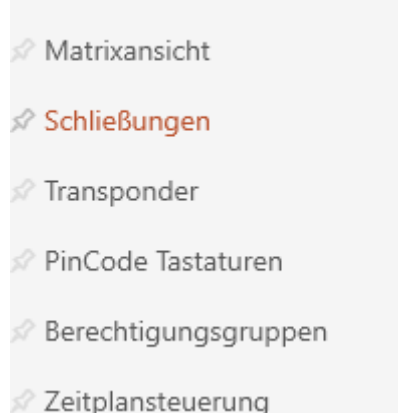 Matrixansicht
Schließungen
Transponder
PinCode Tastaturen
Berechtigungsgruppen
Zeitplansteuerung